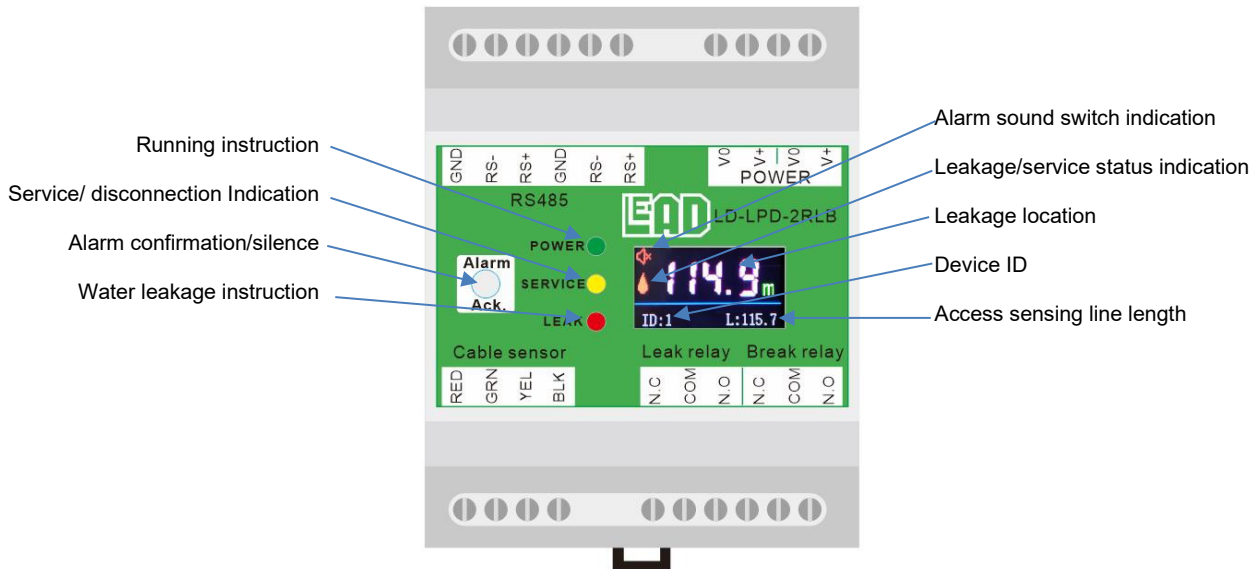 Running instruction
Service/ disconnection Indication
Alarm confirmation/silence
Water leakage instruction
GND RS- RS+ GND RS- RS+
RS485
V0 V+ V0 V+
POWER
LEAD LD-LPD-2RLB
POWER
SERVICE
LEAK
Alarm
Ack.
114.9m
ID:1 L:115.7
Cable sensor
RED GRN YEL BLK
Leak relay Break relay
N.C COM N.O N.C COM N.O
Alarm sound switch indication
Leakage/service status indication
Leakage location
Device ID
Access sensing line length